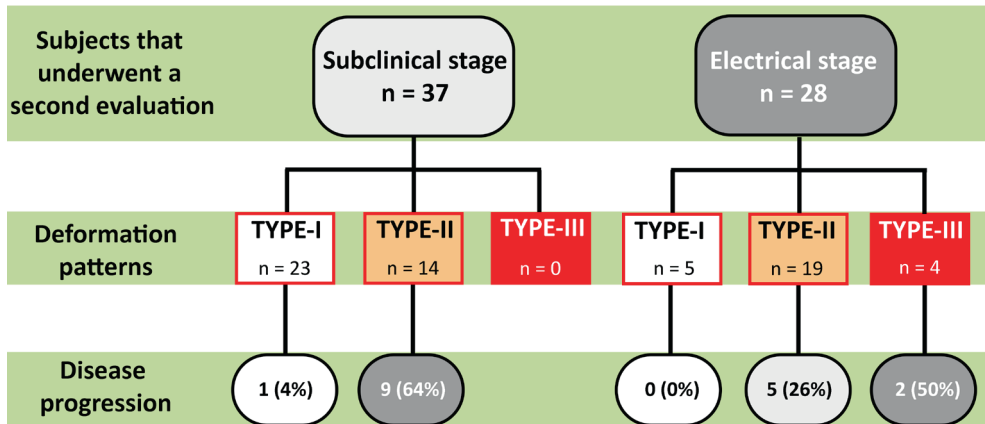 Subjects that
underwent a
second evaluation
Subclinical stage
n = 37
Electrical stage
n = 28
Deformation
patterns
TYPE-I
n = 23
TYPE-II
n = 14
TYPE-III
n = 0
TYPE-I
n = 5
TYPE-II
n = 19
TYPE-III
n = 4
Disease
progression
1 (4%)
9 (64%)
0 (0%)
5 (26%)
2 (50%)